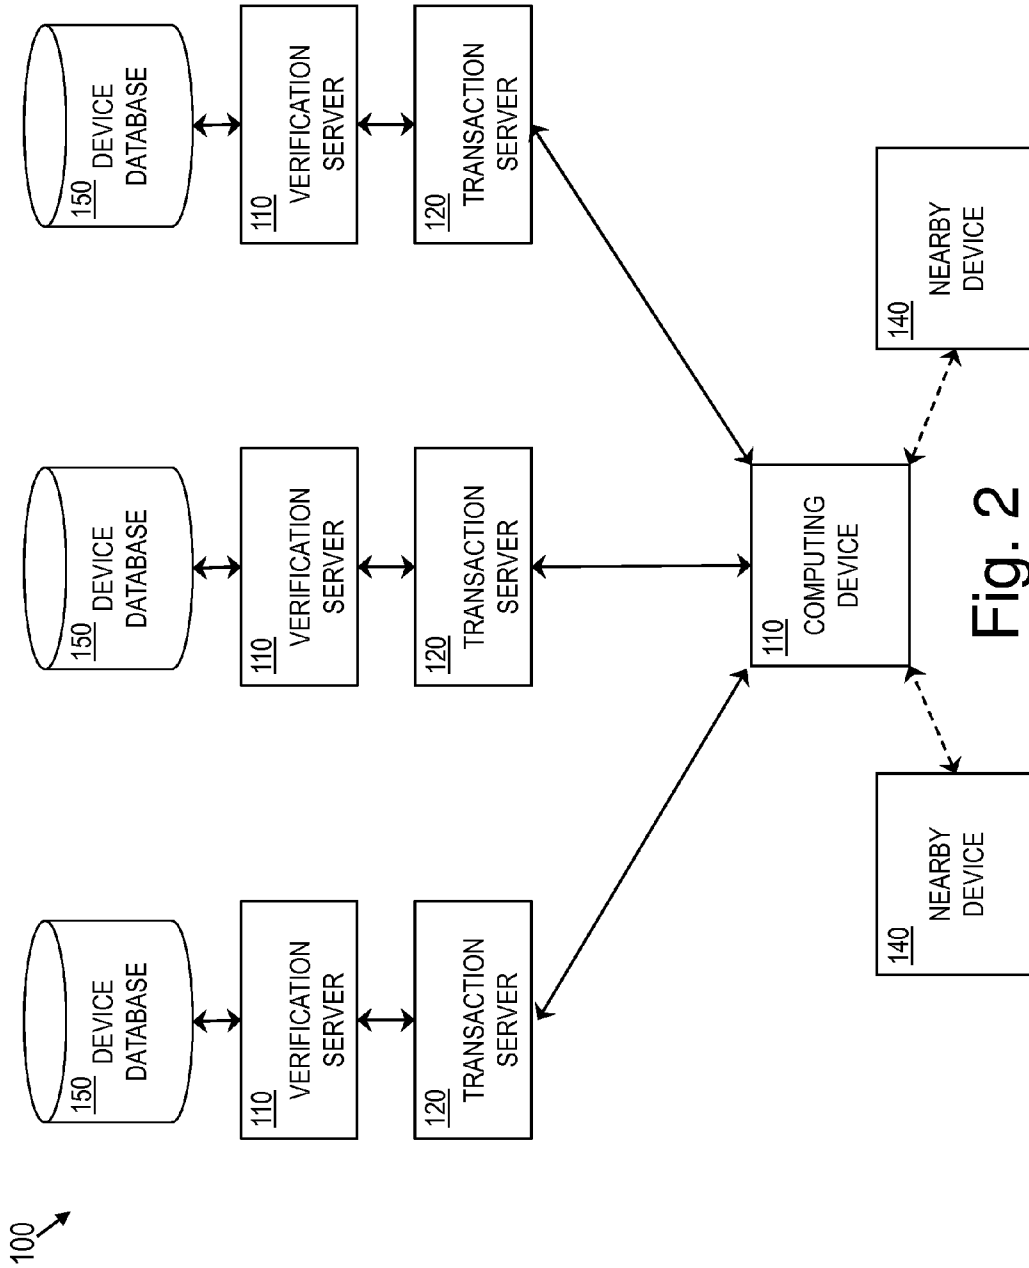 100
150
DEVICE
DATABASE
150
DEVICE
DATABASE
150
DEVICE
DATABASE
110
VERIFICATION
SERVER
110
VERIFICATION
SERVER
110
VERIFICATION
SERVER
120
TRANSACTION
SERVER
120
TRANSACTION
SERVER
120
TRANSACTION
SERVER
110
COMPUTING
DEVICE
140
NEARBY
DEVICE
140
NEARBY
DEVICE
Fig. 2